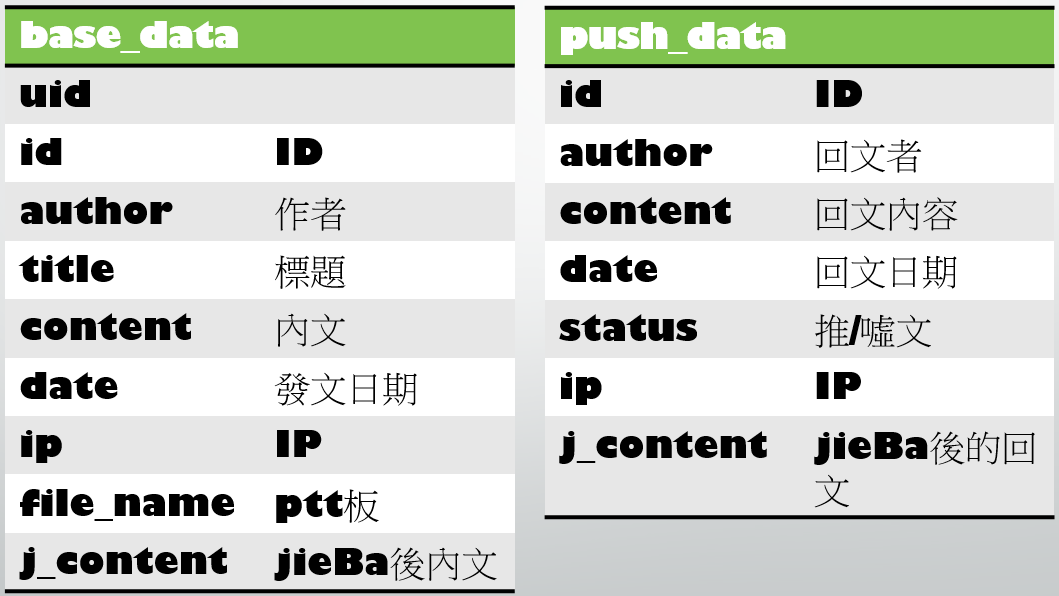 base_data
uid
id ID
author 作者
title 標題
content 內文
date 發文日期
ip IP
file_name ptt板
j_content jieBa後內文
push_data
id ID
author 回文者
content 回文內容
date 回文日期
status 推/噓文
ip IP
j_content jieBa後的回
文